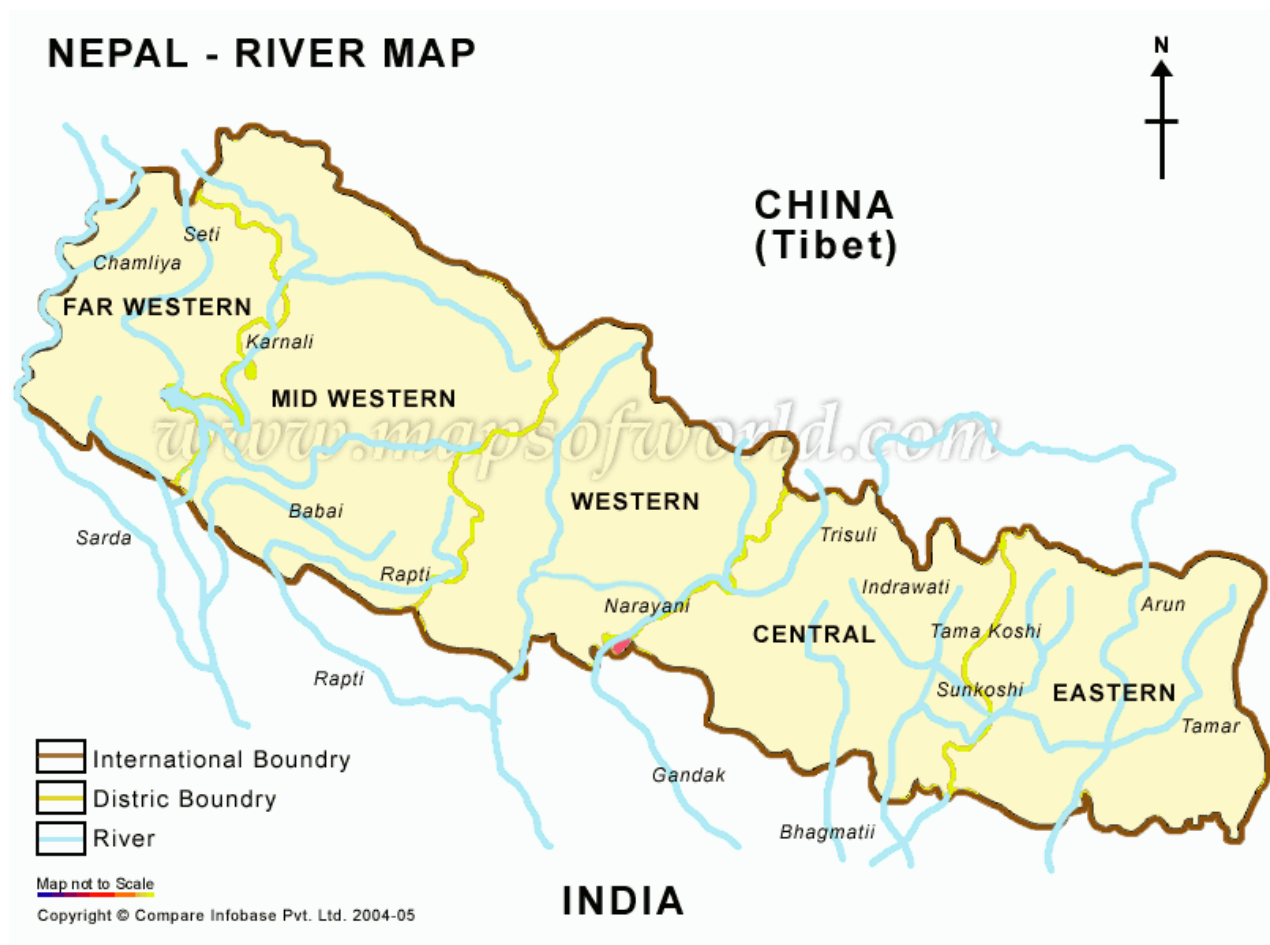 NEPAL - RIVER MAP
N
CHINA
(Tibet)
Seti
Chamliya
FAR WESTERN
Karnali
MID WESTERN
www.mapsofworld.com
WESTERN
Babai
Sarda
Trisuli
Rapti
Indrawati
Narayani
Arun
CENTRAL
Tama Koshi
Rapti
Sunkoshi
EASTERN
Tamar
International Boundry
Gandak
Distric Boundry
Bhagmatii
River
Map not to Scale
INDIA
Copyright © Compare Infobase Pvt. Ltd. 2004-05